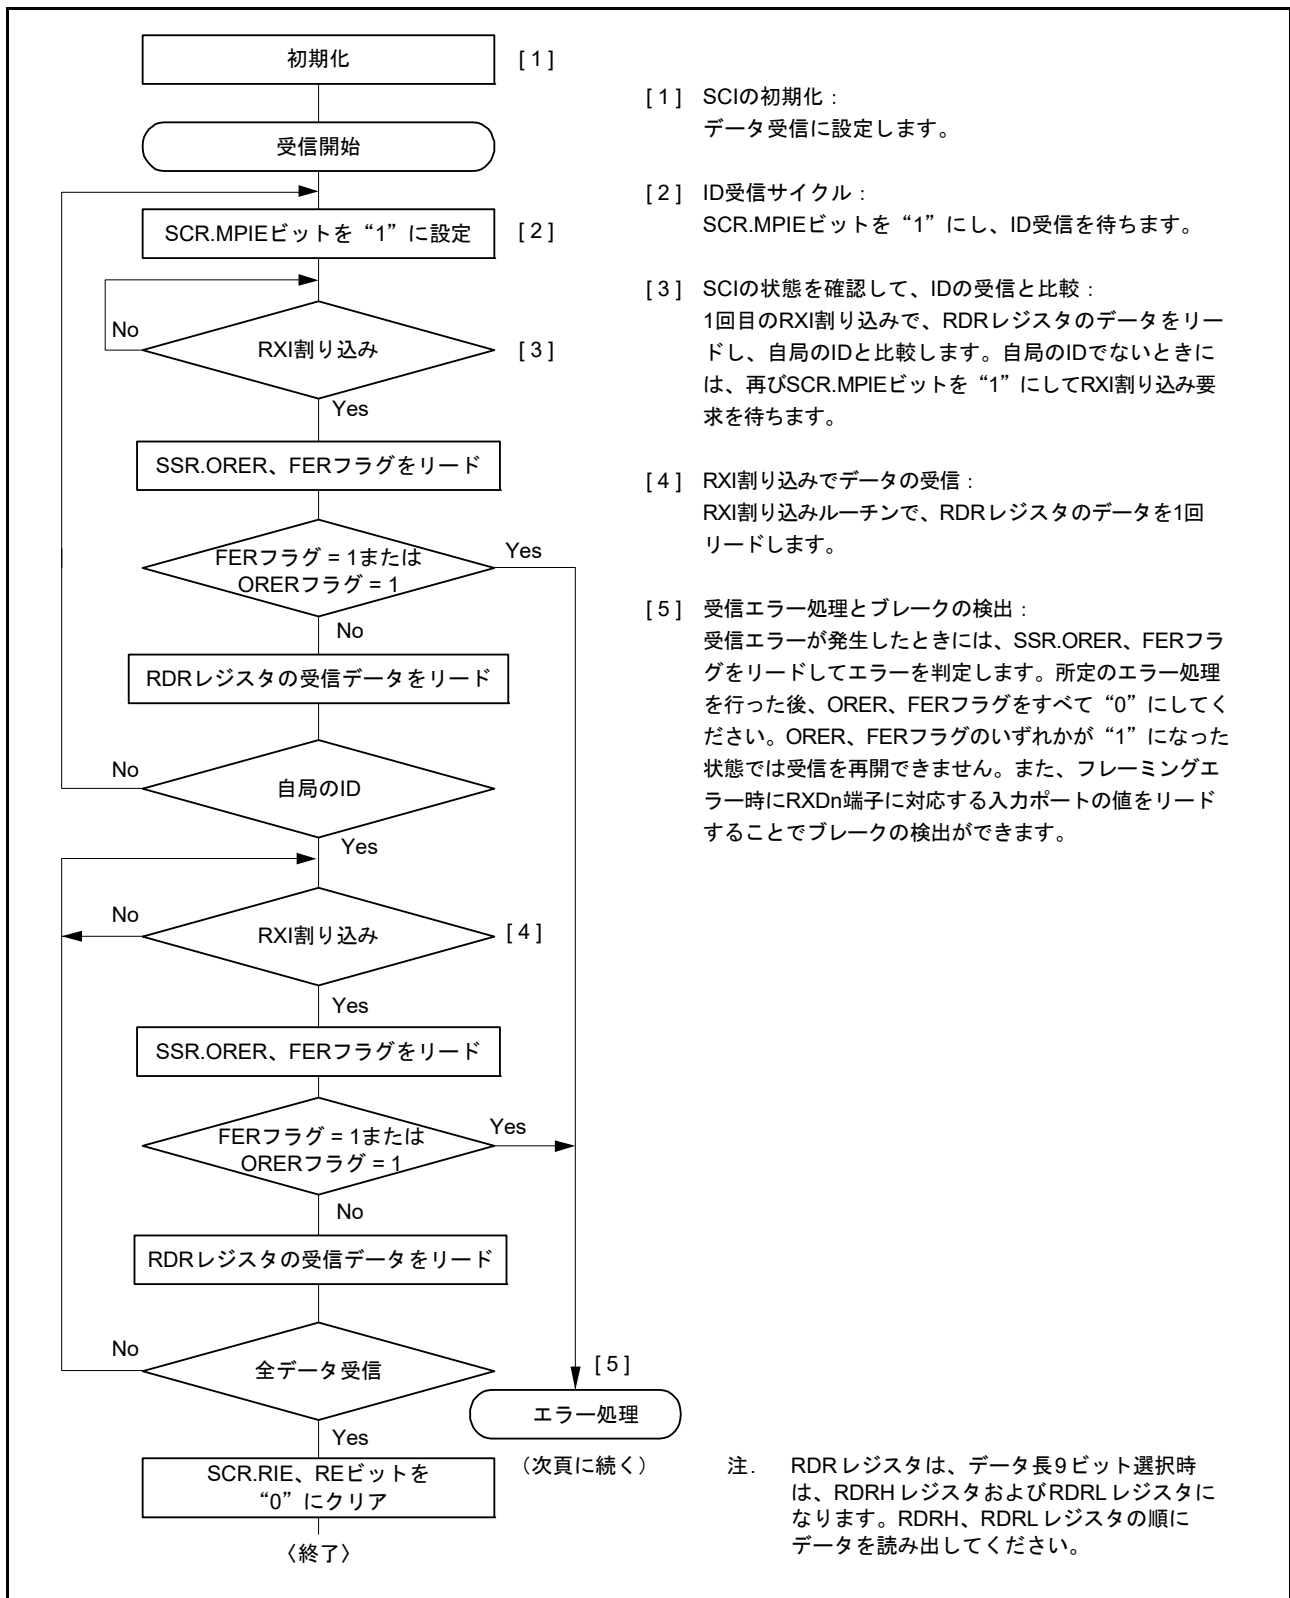 初期化
[ 1 ]
受信開始
SCR.MPIEビットを“1”に設定
[ 2 ]
No
RXI割り込み
[ 3 ]
Yes
SSR.ORER、FERフラグをリード
FERフラグ = 1または
ORERフラグ = 1
Yes
No
RDRレジスタの受信データをリード
No
自局のID
Yes
No
RXI割り込み
[ 4 ]
Yes
SSR.ORER、FERフラグをリード
FERフラグ = 1または
ORERフラグ = 1
Yes
No
RDRレジスタの受信データをリード
No
全データ受信
[ 5 ]
エラー処理
Yes
(次頁に続く)
SCR.RIE、REビットを
“0”にクリア
〈終了〉
[ 1 ] SCIの初期化：
データ受信に設定します。
[ 2 ] ID受信サイクル：
SCR.MPIEビットを“1”にし、ID受信を待ちます。
[ 3 ] SCIの状態を確認して、IDの受信と比較：
1回目のRXI割り込みで、RDRレジスタのデータをリー
ドし、自局のIDと比較します。自局のIDでないときに
は、再びSCR.MPIEビットを“1”にしてRXI割り込み要
求を待ちます。
[ 4 ] RXI割り込みでデータの受信：
RXI割り込みルーチンで、RDRレジスタのデータを1回
リードします。
[ 5 ] 受信エラー処理とブレークの検出：
受信エラーが発生したときには、SSR.ORER、FERフラ
グをリードしてエラーを判定します。所定のエラー処理
を行った後、ORER、FERフラグをすべて“0”にしてく
ださい。ORER、FERフラグのいずれかが“1”になった
状態では受信を再開できません。また、フレーミングエ
ラー時にRXDn端子に対応する入力ポートの値をリード
することでブレークの検出ができます。
注. RDRレジスタは、データ長9ビット選択時
は、RDRHレジスタおよびRDRLレジスタに
なります。RDRH、RDRLレジスタの順に
データを読み出してください。